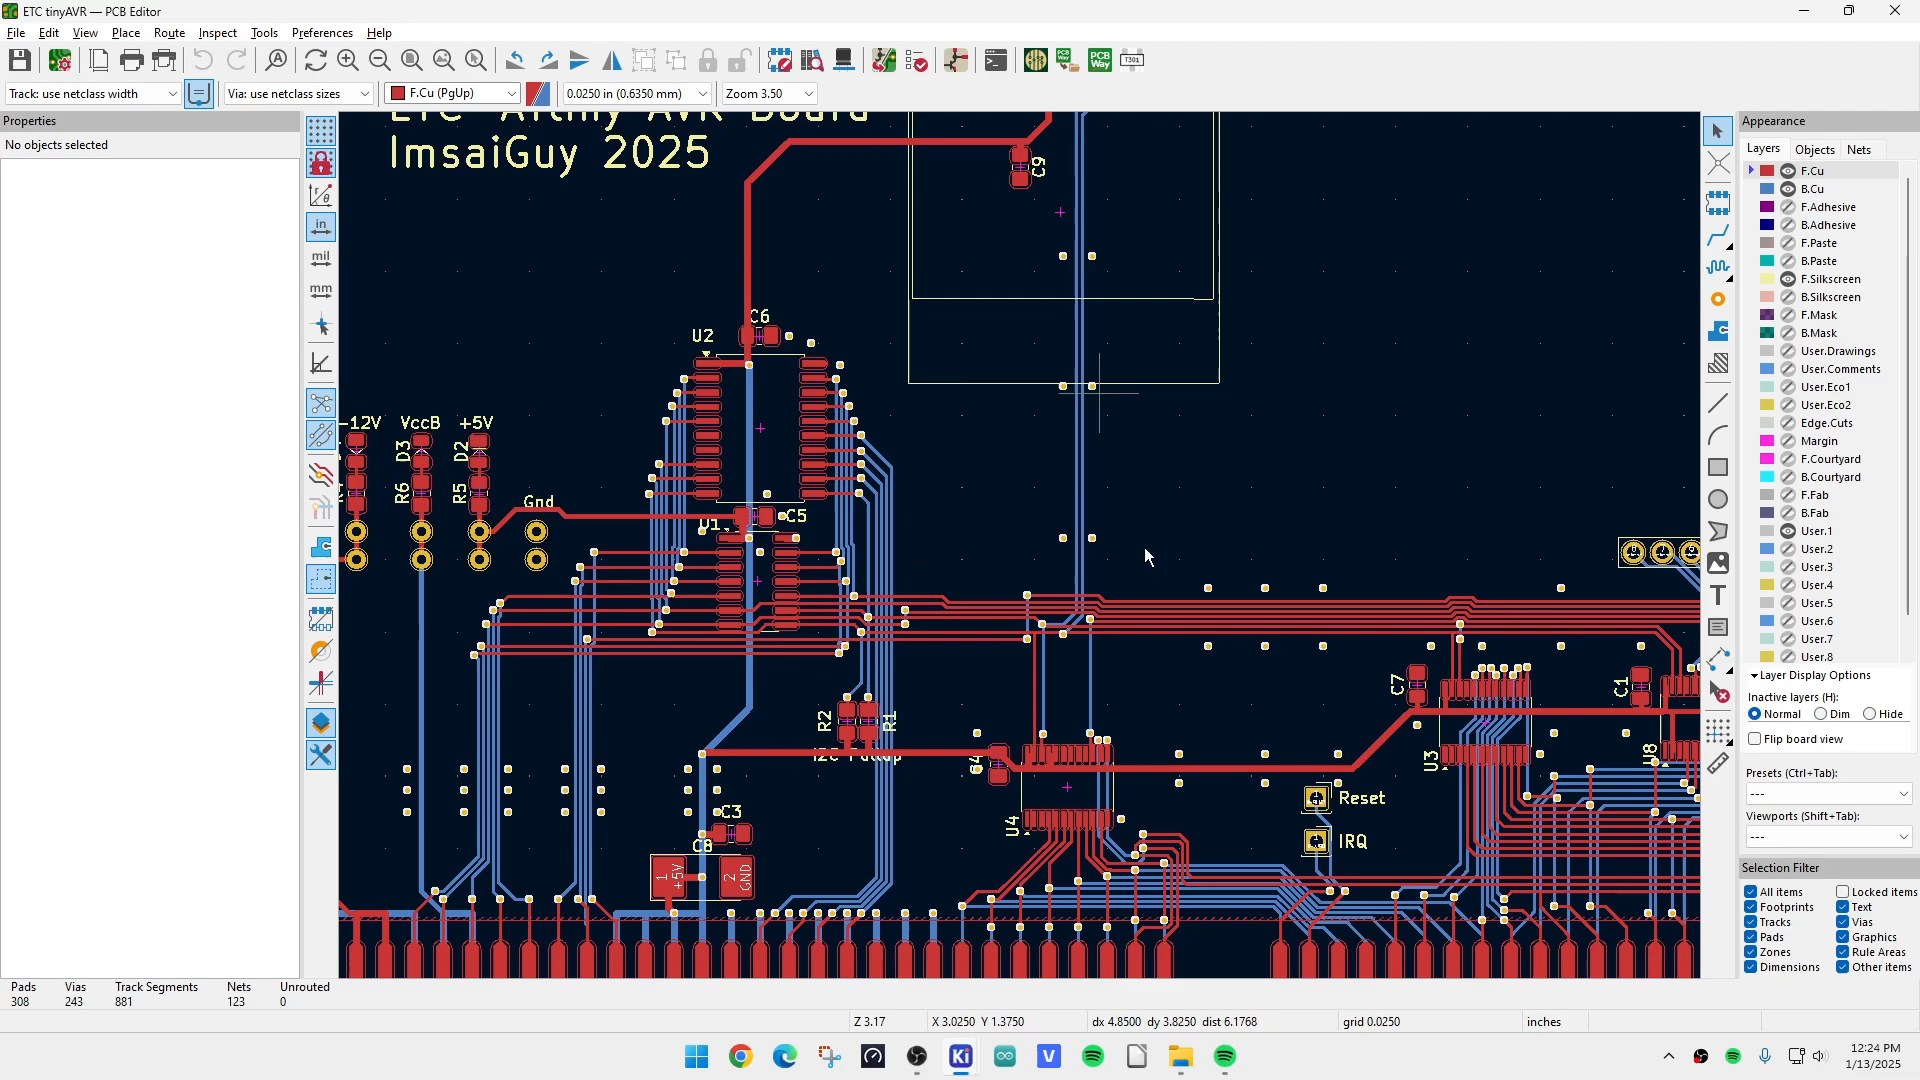 ETC tinyAVR — PCB Editor
File Edit View Place Route Inspect Tools Preferences Help
Track: use netclass width Via: use netclass sizes F.Cu (PgUp) 0.0250 in (0.6350 mm) Zoom 3.50
Properties
No objects selected
in
mil
mm
ImsaiGuy 2025
C9
C6
U2
-12V VccB +5V
D3 D2
R6 R5
Gnd
U1 C5
R2 R1
C7 C1
U3 U8
U4
C3
C8
1 +5V 2 GND
Reset
IRQ
Appearance
Layers Objects Nets
F.Cu
B.Cu
F.Adhesive
B.Adhesive
F.Paste
B.Paste
F.Silkscreen
B.Silkscreen
F.Mask
B.Mask
User.Drawings
User.Comments
User.Eco1
User.Eco2
Edge.Cuts
Margin
F.Courtyard
B.Courtyard
F.Fab
B.Fab
User.1
User.2
User.3
User.4
User.5
User.6
User.7
User.8
Layer Display Options
Inactive layers (H):
Normal Dim Hide
Flip board view
Presets (Ctrl+Tab):
---
Viewports (Shift+Tab):
---
Selection Filter
All items Locked items
Footprints Text
Tracks Vias
Pads Graphics
Zones Rule Areas
Dimensions Other items
Pads Vias Track Segments Nets Unrouted
308 243 881 123 0
Z 3.17 X 3.0250 Y 1.3750 dx 4.8500 dy 3.8250 dist 6.1768 grid 0.0250 inches
12:24 PM
1/13/2025